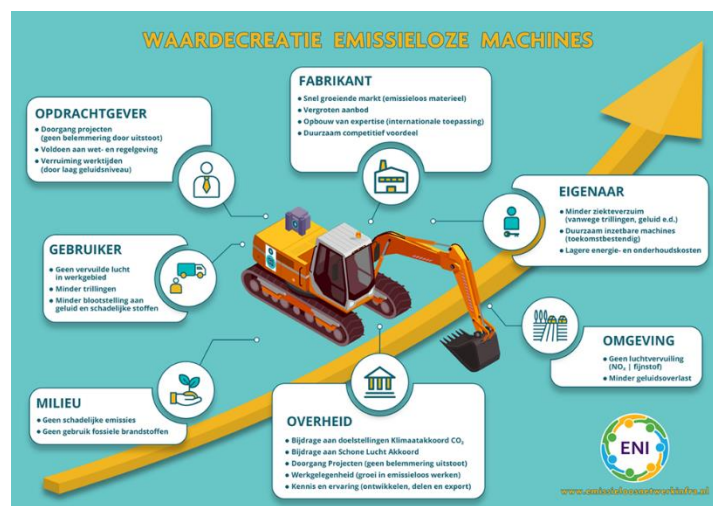 WAARDECREATIE EMISSIELOZE MACHINES
OPDRACHTGEVER
• Doorgang projecten
(geen belemmering door uitstoot)
• Voldoen aan wet- en regelgeving
• Verruiming werktijden
(door laag geluidsniveau)
FABRIKANT
• Snel groeiende markt (emissieloos materieel)
• Vergroten aanbod
• Opbouw van expertise (internationale toepassing)
• Duurzaam competitief voordeel
EIGENAAR
• Minder ziekteverzuim
(vanwege trillingen, geluid e.d.)
• Duurzaam inzetbare machines
(toekomstbestendig)
• Lagere energie- en onderhoudskosten
GEBRUIKER
• Geen vervuilde lucht
in werkgebied
• Minder trillingen
• Minder blootstelling aan
geluid en schadelijke stoffen
OMGEVING
• Geen luchtvervuiling
(NOₓ | fijnstof)
• Minder geluidsoverlast
MILIEU
• Geen schadelijke emissies
• Geen gebruik fossiele brandstoffen
OVERHEID
• Bijdrage aan doelstellingen Klimaatakkoord CO₂
• Bijdrage aan Schone Lucht Akkoord
• Doorgang Projecten (geen belemmering uitstoot)
• Werkgelegenheid (groei in emissieloos werken)
• Kennis en ervaring (ontwikkelen, delen en export)
ENI
www.emissieloosnetwerkinfra.nl